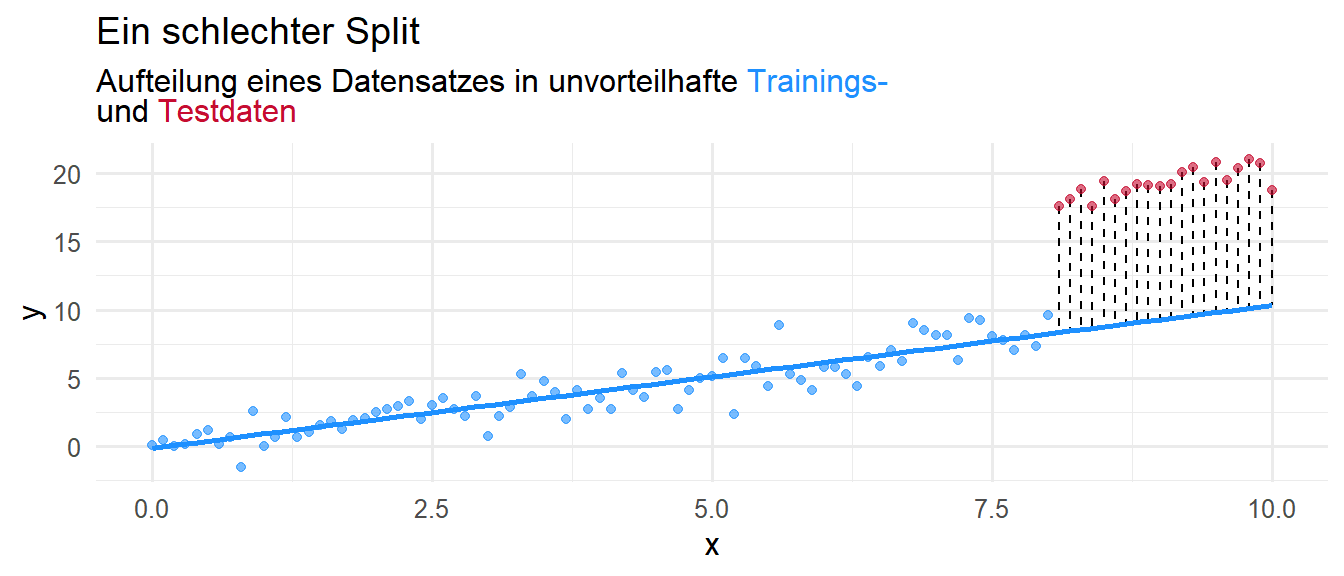 Ein schlechter Split
Aufteilung eines Datensatzes in unvorteilhafte Trainings-
und Testdaten
20
15
10
5
0
y
0.0 2.5 5.0 7.5 10.0
x